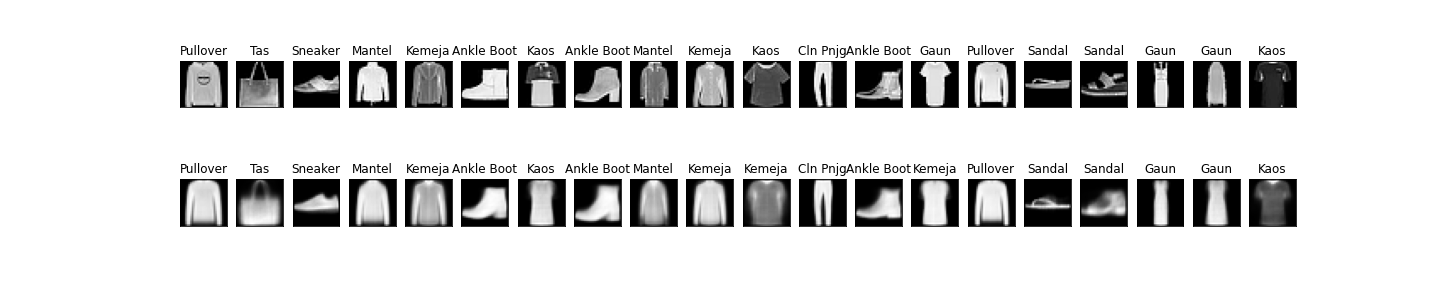 Pullover Tas Sneaker Mantel Kemeja Ankle Boot Kaos Ankle Boot Mantel Kemeja Kaos Cln Pnjg Ankle Boot Gaun Pullover Sandal Sandal Gaun Gaun Kaos
Pullover Tas Sneaker Mantel Kemeja Ankle Boot Kaos Ankle Boot Mantel Kemeja Kemeja Cln Pnjg Ankle Boot Kemeja Pullover Sandal Sandal Gaun Gaun Kaos